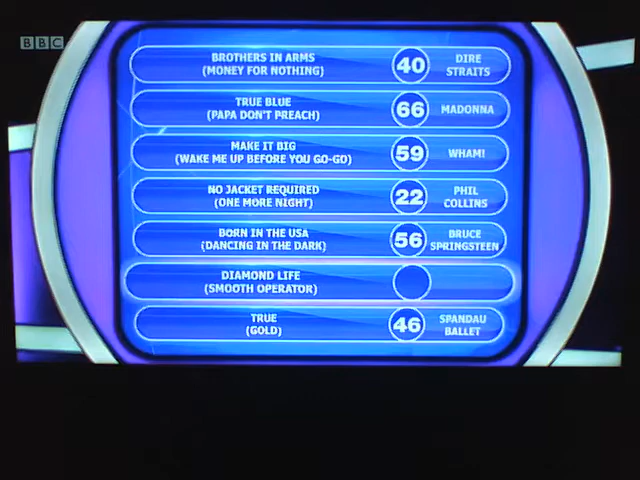 BBC
BROTHERS IN ARMS
(MONEY FOR NOTHING)
40
DIRE
STRAITS
TRUE BLUE
(PAPA DON'T PREACH)
66
MADONNA
MAKE IT BIG
(WAKE ME UP BEFORE YOU GO-GO)
59
WHAM!
NO JACKET REQUIRED
(ONE MORE NIGHT)
22
PHIL
COLLINS
BORN IN THE USA
(DANCING IN THE DARK)
56
BRUCE
SPRINGSTEEN
DIAMOND LIFE
(SMOOTH OPERATOR)
TRUE
(GOLD)
46
SPANDAU
BALLET